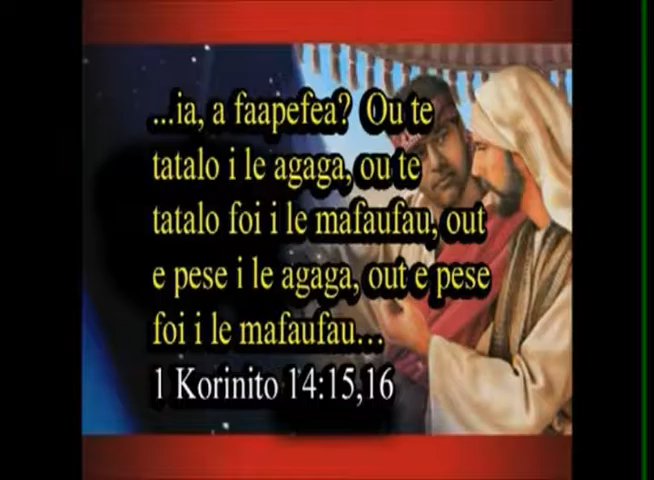 ...ia, a faapefea? Ou te
tatalo i le agaga, ou te
tatalo foi i le mafaufau, out
e pese i le agaga, out e pese
foi i le mafaufau...
1 Korinito 14:15,16